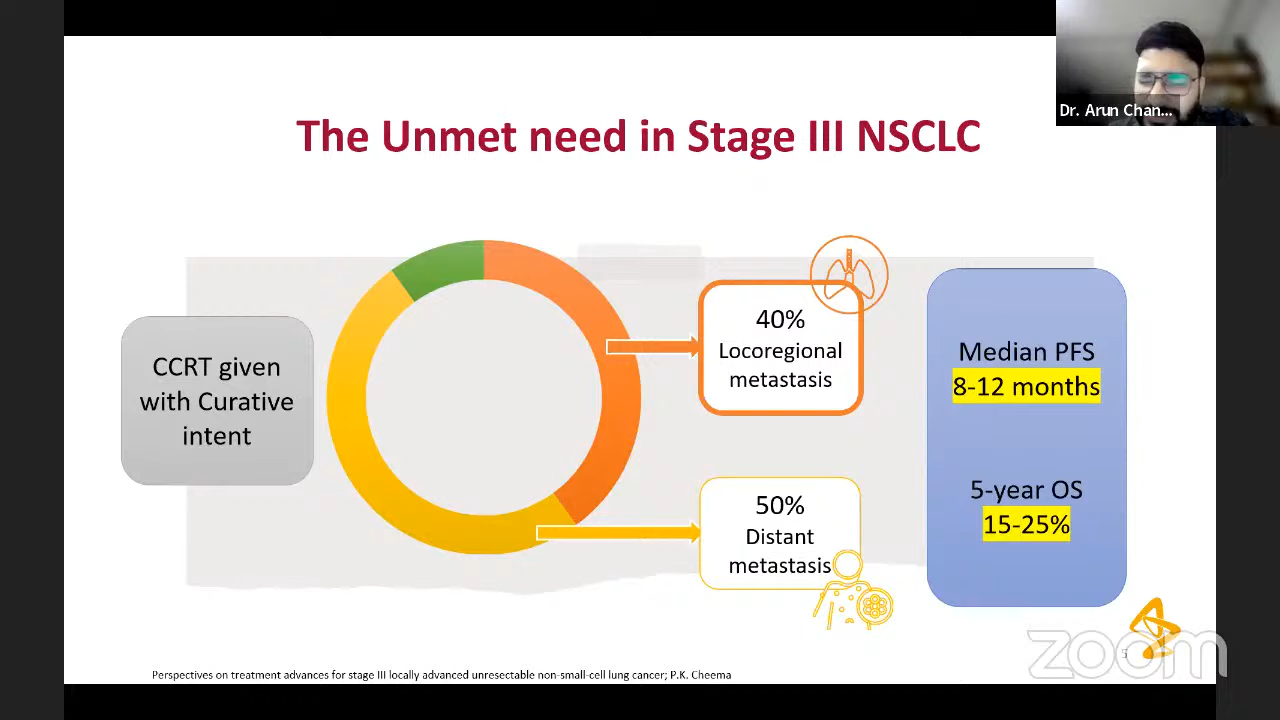 Dr. Arun Chan...
The Unmet need in Stage III NSCLC
CCRT given
with Curative
intent
40%
Locoregional
metastasis
50%
Distant
metastasis
Median PFS
8-12 months
5-year OS
15-25%
5
zoom
Perspectives on treatment advances for stage III locally advanced unresectable non-small-cell lung cancer; P.K. Cheema